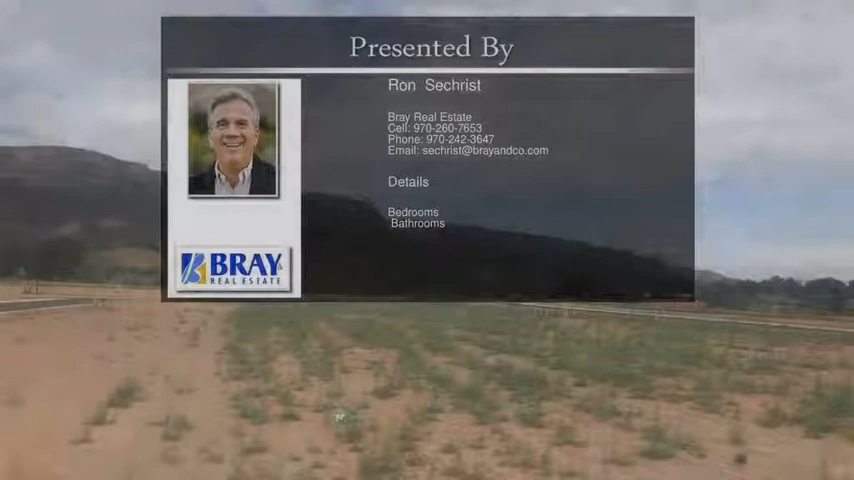 Presented By
Ron Sechrist
Bray Real Estate
Cell: 970-260-7653
Phone: 970-242-3647
Email: sechrist@brayandco.com
Details
Bedrooms
Bathrooms
BRAY
REAL ESTATE